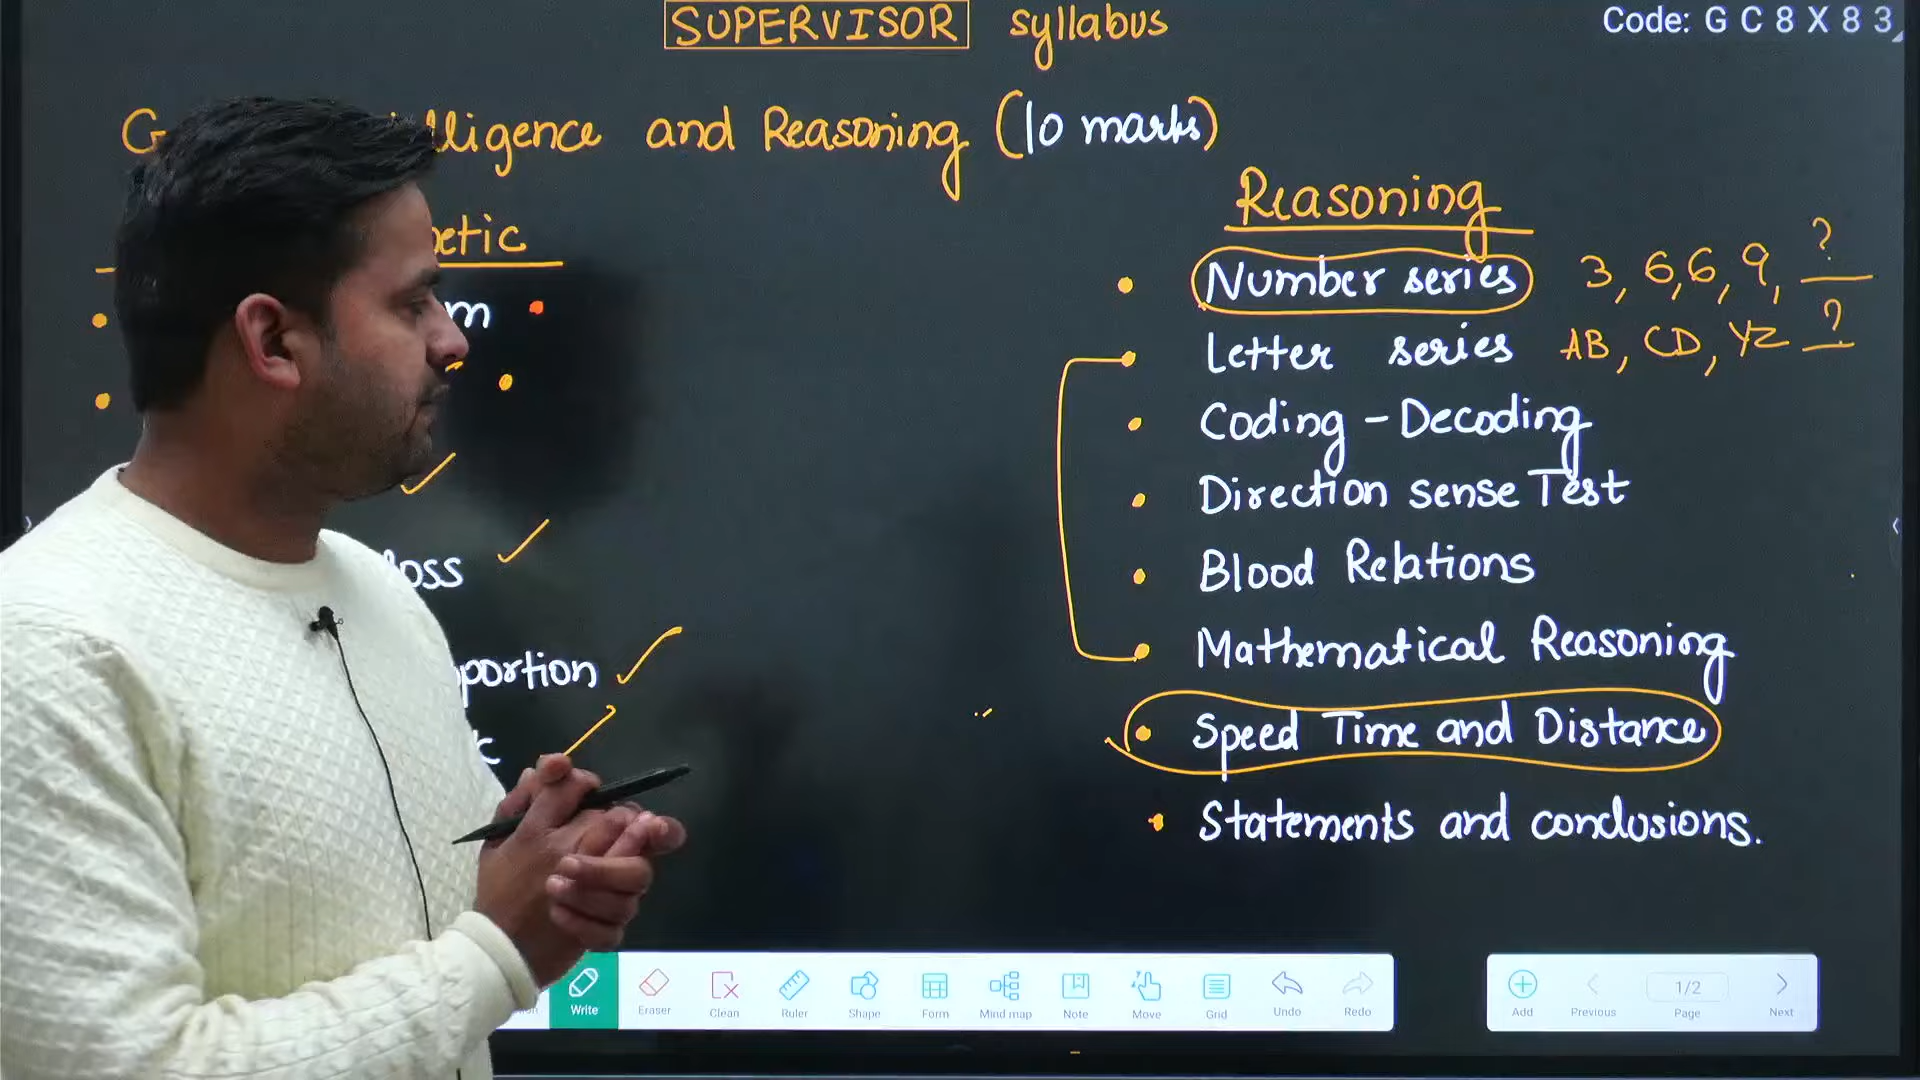 SUPERVISOR syllabus
Code: G C 8 X 8 3
lligence and Reasoning (10 marks)
Reasoning
Number series 3, 6, 6, 9, ?
Letter series AB, CD, YZ ?
Coding - Decoding
Direction sense Test
Blood Relations
Mathematical Reasoning
Speed Time and Distance
Statements and conclusions.
etic
m
loss
portion
Write
Eraser
Clean
Ruler
Shape
Form
Mind map
Note
Move
Grid
Undo
Redo
Add
Previous
1/2
Page
Next